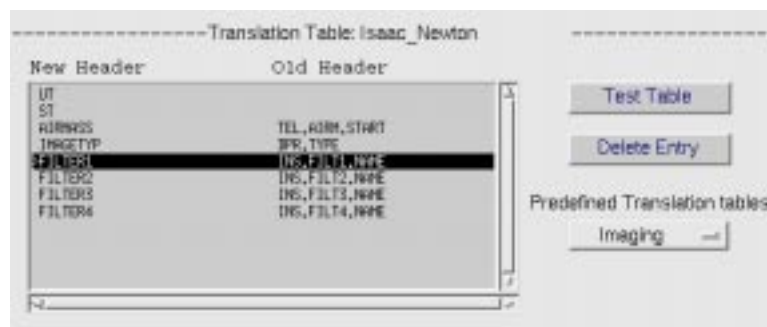 Translation Table: Isaac_Newton
New Header Old Header
UT
ST
AIRMASS TEL,AIRM,START
IMAGETYP DPR,TYPE
FILTER1 INS,FILT1,NAME
FILTER2 INS,FILT2,NAME
FILTER3 INS,FILT3,NAME
FILTER4 INS,FILT4,NAME
Test Table
Delete Entry
Predefined Translation tables
Imaging